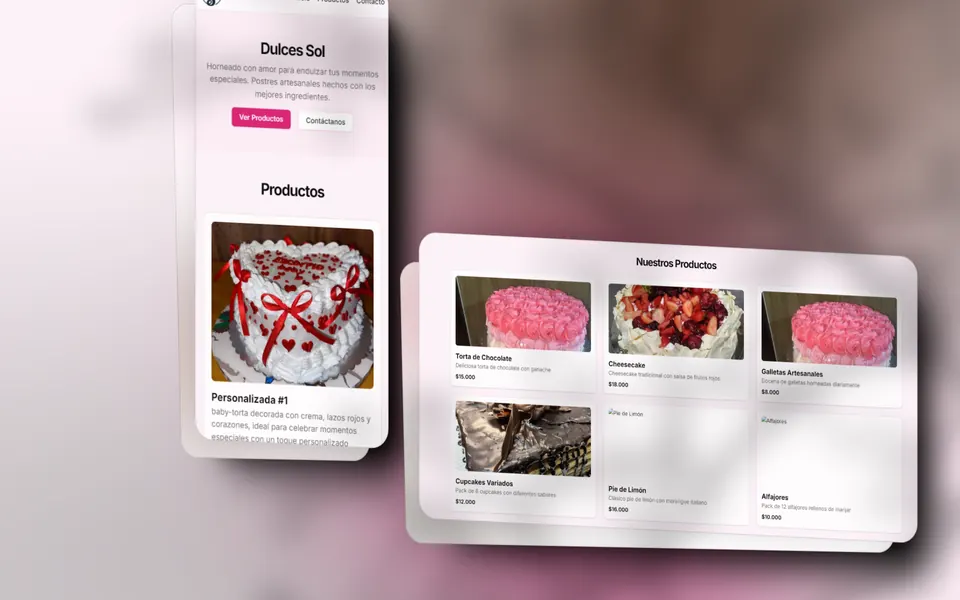 Productos Contacto
Dulces Sol
Horneado con amor para endulzar tus momentos
especiales. Postres artesanales hechos con los
mejores ingredientes.
Ver Productos
Contáctanos
Productos
Personalizada #1
baby-torta decorada con crema, lazos rojos y
corazones, ideal para celebrar momentos
especiales con un toque personalizado
Nuestros Productos
Torta de Chocolate
Deliciosa torta de chocolate con ganache
$15.000
Cheesecake
Cheesecake tradicional con salsa de frutos rojos
$18.000
Galletas Artesanales
Docena de galletas horneadas diariamente
$8.000
Cupcakes Variados
Pack de 6 cupcakes con diferentes sabores
$12.000
Pie de Limón
Pie de Limón
Clásico pie de limón con merengue italiano
$16.000
Alfajores
Alfajores
Pack de 12 alfajores rellenos de manjar
$10.000